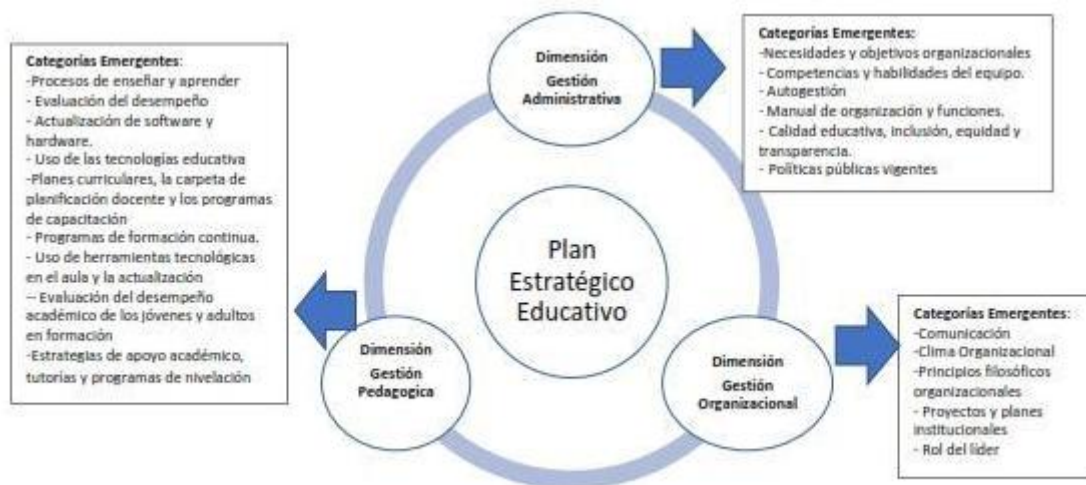 Categorías Emergentes:
-Procesos de enseñar y aprender
- Evaluación del desempeño
- Actualización de software y
hardware.
- Uso de las tecnologías educativa
-Planes curriculares, la carpeta de
planificación docente y los programas
de capacitación
- Programas de formación continua.
- Uso de herramientas tecnológicas
en el aula y la actualización
– Evaluación del desempeño
académico de los jóvenes y adultos
en formación
-Estrategias de apoyo académico,
tutorías y programas de nivelación
Dimensión
Gestión
Administrativa
Categorías Emergentes:
-Necesidades y objetivos organizacionales
- Competencias y habilidades del equipo.
- Autogestión
- Manual de organización y funciones.
- Calidad educativa, inclusión, equidad y
transparencia.
- Políticas públicas vigentes
Plan
Estratégico
Educativo
Dimensión
Gestión
Pedagogica
Dimensión
Gestión
Organizacional
Categorías Emergentes:
-Comunicación
-Clima Organizacional
-Principios filosóficos
organizacionales
- Proyectos y planes
institucionales
- Rol del líder